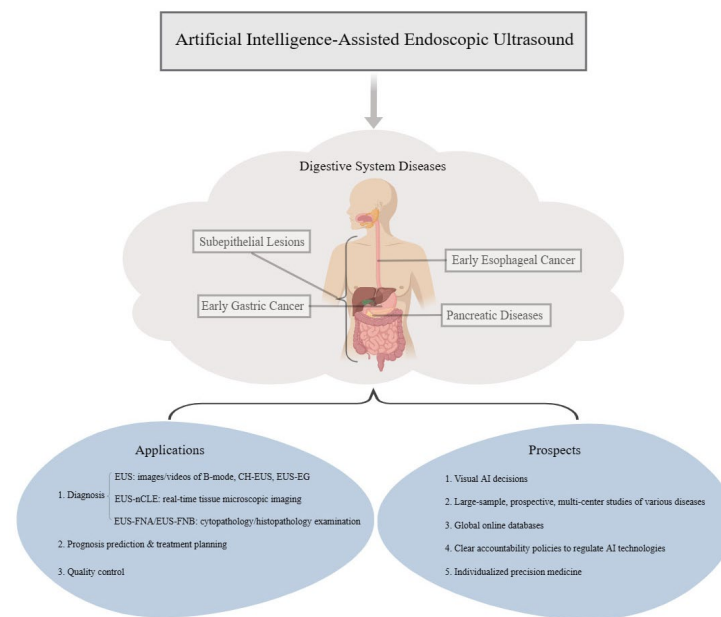 Artificial Intelligence-Assisted Endoscopic Ultrasound
Digestive System Diseases
Subepithelial Lesions
Early Esophageal Cancer
Early Gastric Cancer
Pancreatic Diseases
Applications
EUS: images/videos of B-mode, CH-EUS, EUS-EG
1. Diagnosis
EUS-nCLE: real-time tissue microscopic imaging
EUS-FNA/EUS-FNB: cytopathology/histopathology examination
2. Prognosis prediction & treatment planning
3. Quality control
Prospects
1. Visual AI decisions
2. Large-sample, prospective, multi-center studies of various diseases
3. Global online databases
4. Clear accountability policies to regulate AI technologies
5. Individualized precision medicine